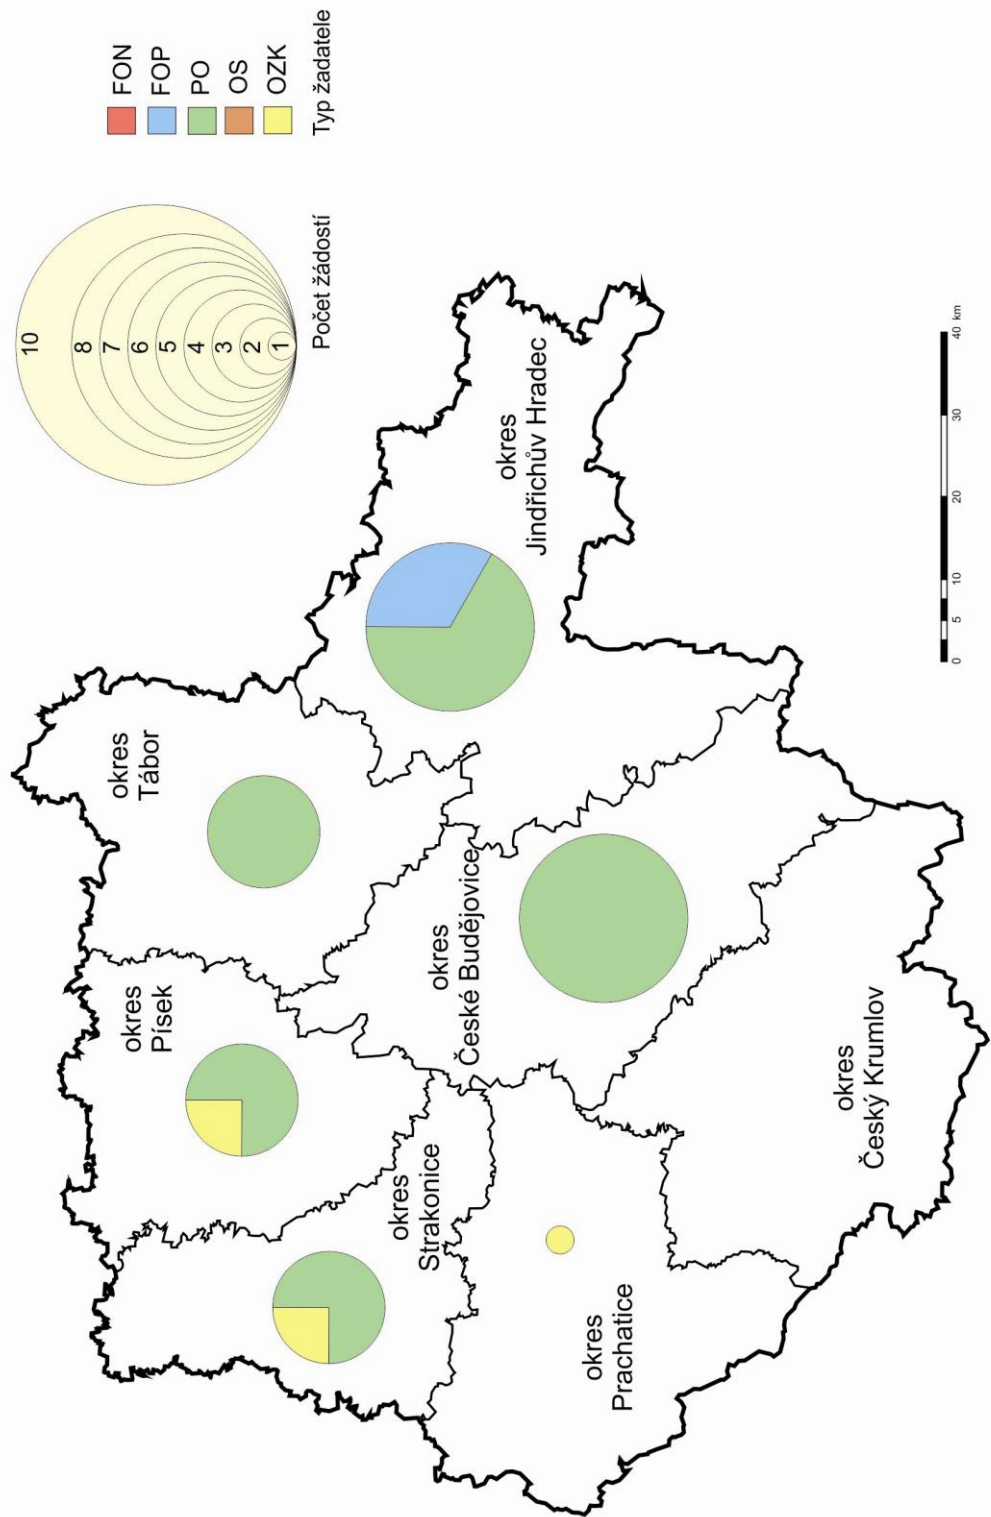 FON
FOP
PO
OS
OZK
Typ žadatele
10
8
7
6
5
4
3
2
1
Počet žádostí
okres
Tábor
okres
Písek
okres
Jindřichův Hradec
okres
České Budějovice
okres
Strakonice
okres
Prachatice
okres
Český Krumlov
0 5 10 20 30 40 km